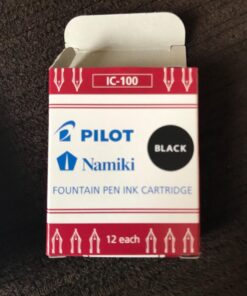 IC-100
PILOT
Namiki
BLACK
FOUNTAIN PEN INK CARTRIDGE
12 each